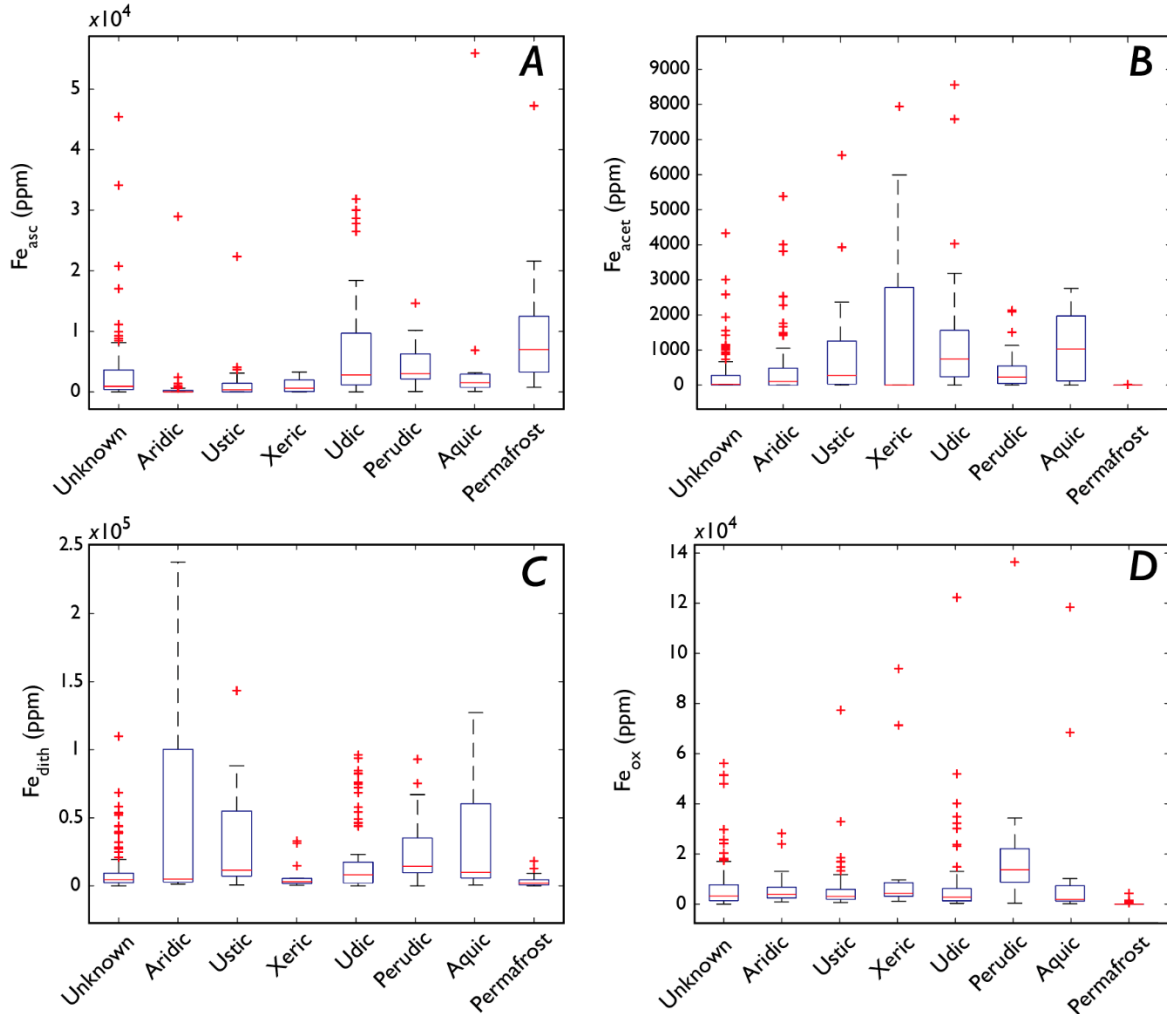 x10^4
A
5
4
3
2
1
0
Fe_asc (ppm)
Unknown
Aridic
Ustic
Xeric
Udic
Perudic
Aquic
Permafrost
B
9000
8000
7000
6000
5000
4000
3000
2000
1000
0
Fe_acet (ppm)
Unknown
Aridic
Ustic
Xeric
Udic
Perudic
Aquic
Permafrost
x10^5
C
2.5
2
1.5
1
0.5
0
Fe_dith (ppm)
Unknown
Aridic
Ustic
Xeric
Udic
Perudic
Aquic
Permafrost
x10^4
D
14
12
10
8
6
4
2
0
Fe_ox (ppm)
Unknown
Aridic
Ustic
Xeric
Udic
Perudic
Aquic
Permafrost